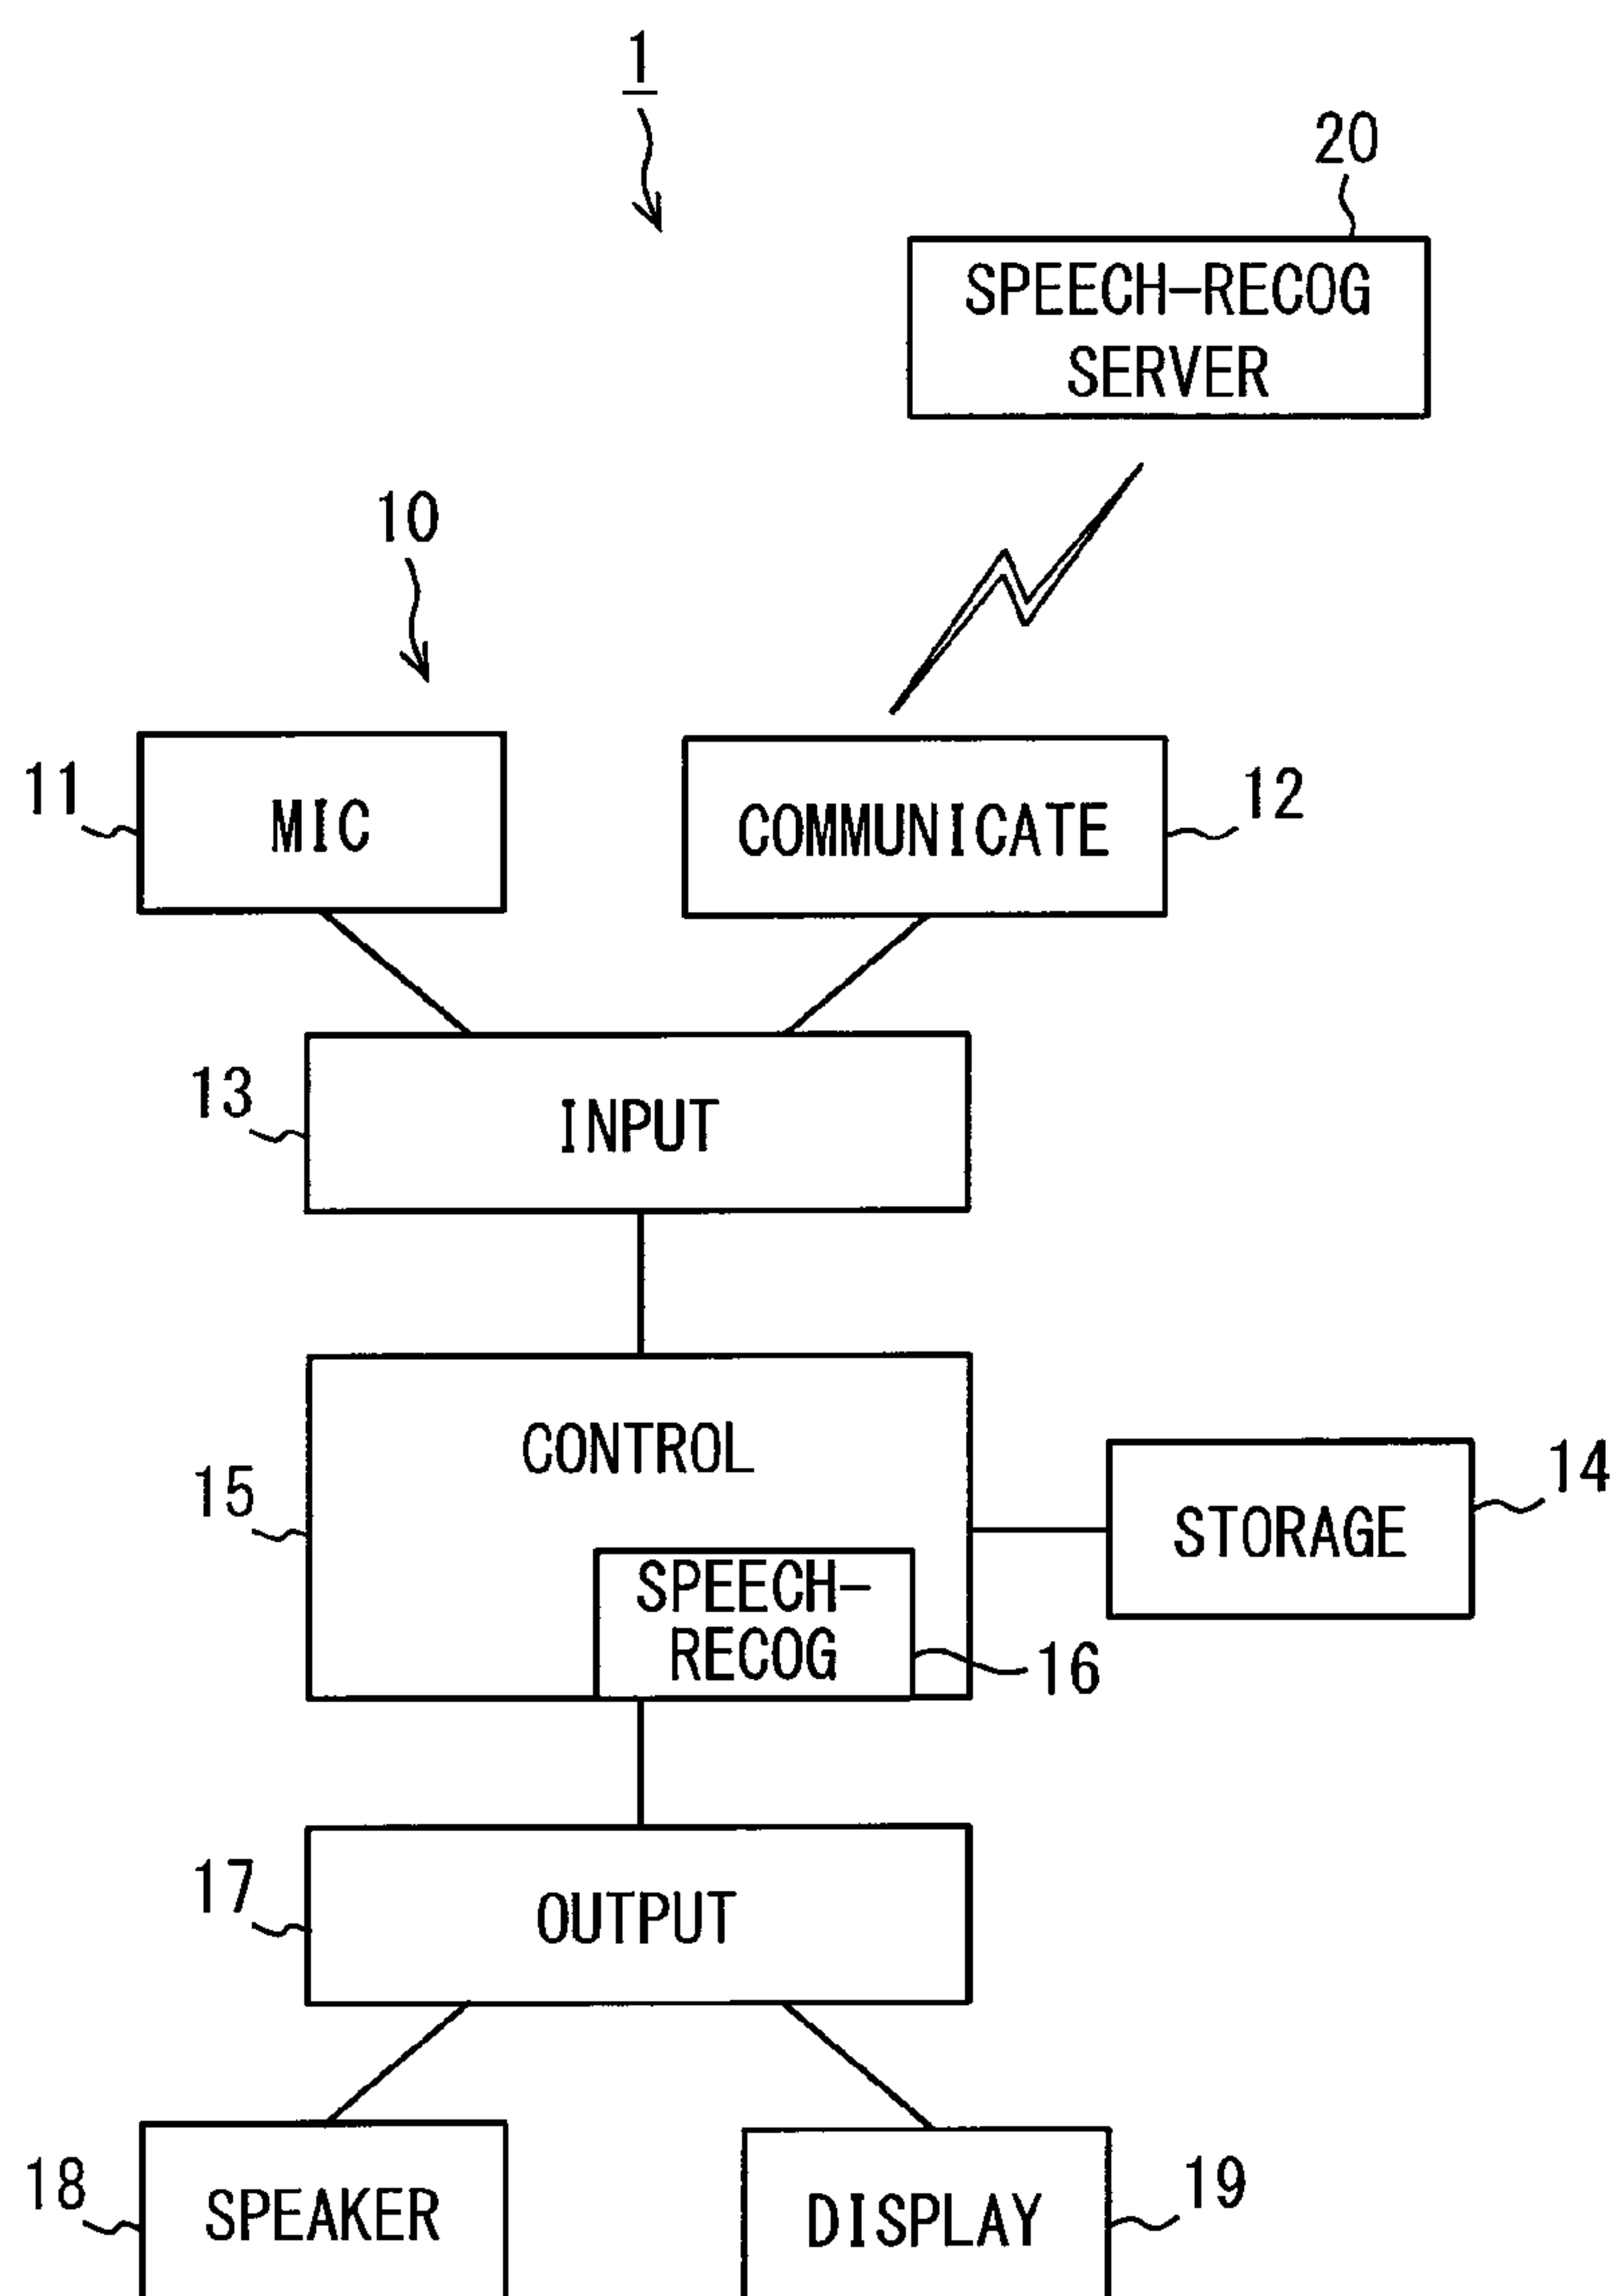 1
20
SPEECH-RECOG
SERVER
10
11
MIC
COMMUNICATE
12
13
INPUT
CONTROL
15
14
STORAGE
SPEECH-
RECOG
16
17
OUTPUT
18
SPEAKER
DISPLAY
19